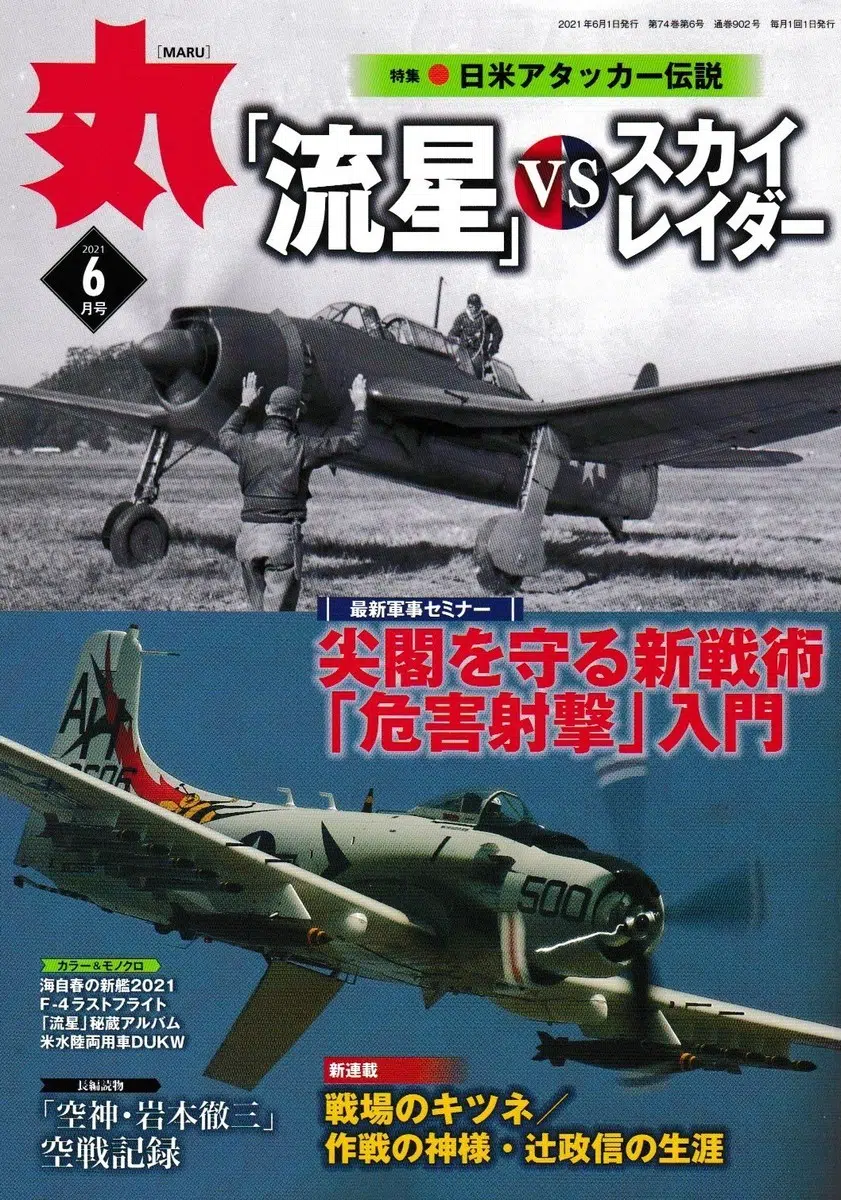 2021年6月1日発行 第74巻第6号 通巻902号 毎月1回1日発行
丸
[MARU]
特集●日米アタッカー伝説
「流星」VSスカイ
レイダー
2021
6
月号
最新軍事セミナー
尖閣を守る新戦術
「危害射撃」入門
AH
500
カラー&モノクロ
海自春の新艦2021
F-4ラストフライト
「流星」秘蔵アルバム
米水陸両用車DUKW
長編読物
「空神・岩本徹三」
空戦記録
新連載
戦場のキツネ/
作戦の神様・辻政信の生涯